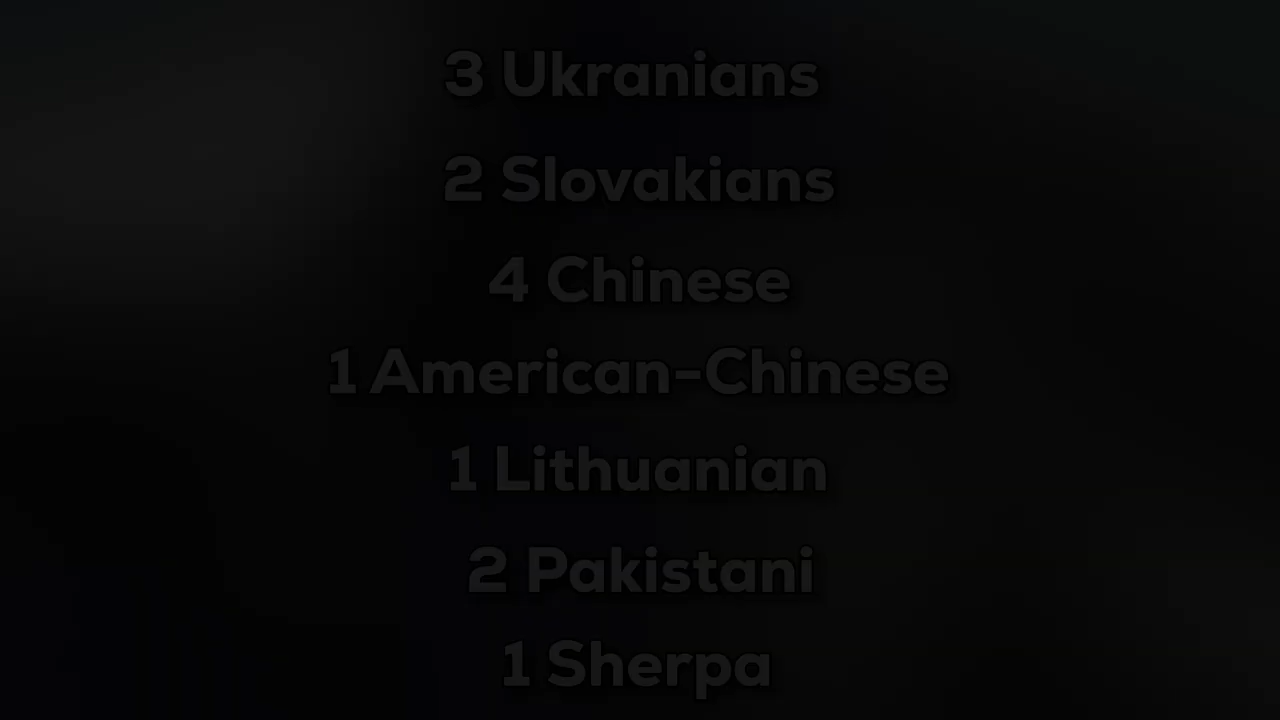 3 Ukranians
2 Slovakians
4 Chinese
1 American-Chinese
1 Lithuanian
2 Pakistani
1 Sherpa